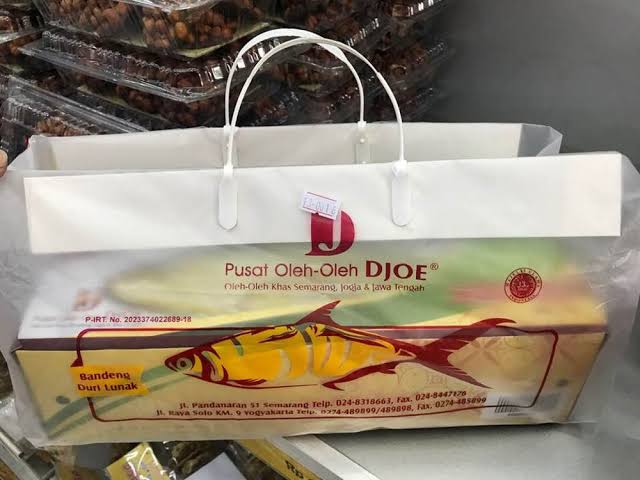 D
Pusat Oleh-Oleh DJOE®
Oleh-Oleh Khas Semarang, Jogja & Jawa Tengah
P-IRT. No. 2023374022689-18
Bandeng
Duri Lunak
Jl. Pandanaran 51 Semarang Telp. 024-8318663, Fax. 024-8447176
Jl. Raya Solo KM. 9 Yogyakarta Telp. 0274-489899/489898, Fax. 0274-485099
RP